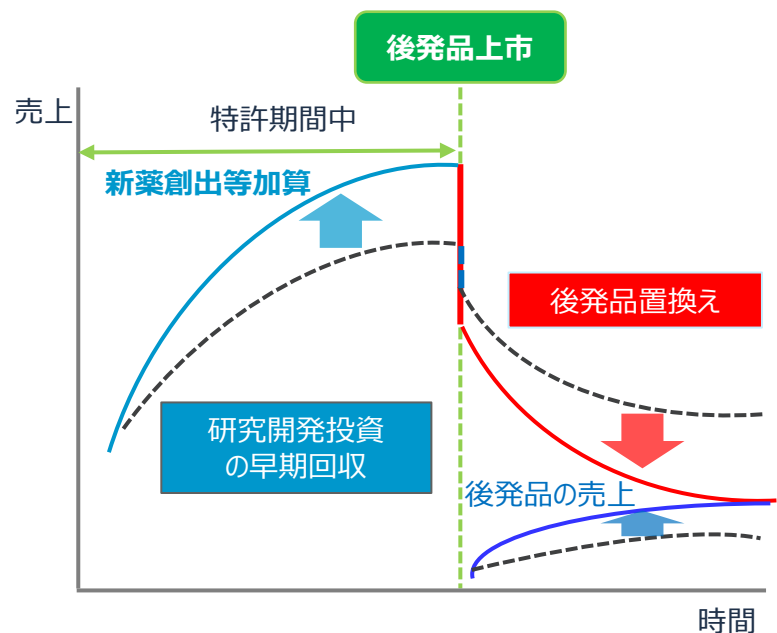 後発品上市
売上
特許期間中
新薬創出等加算
後発品置換え
研究開発投資
の早期回収
後発品の売上
時間